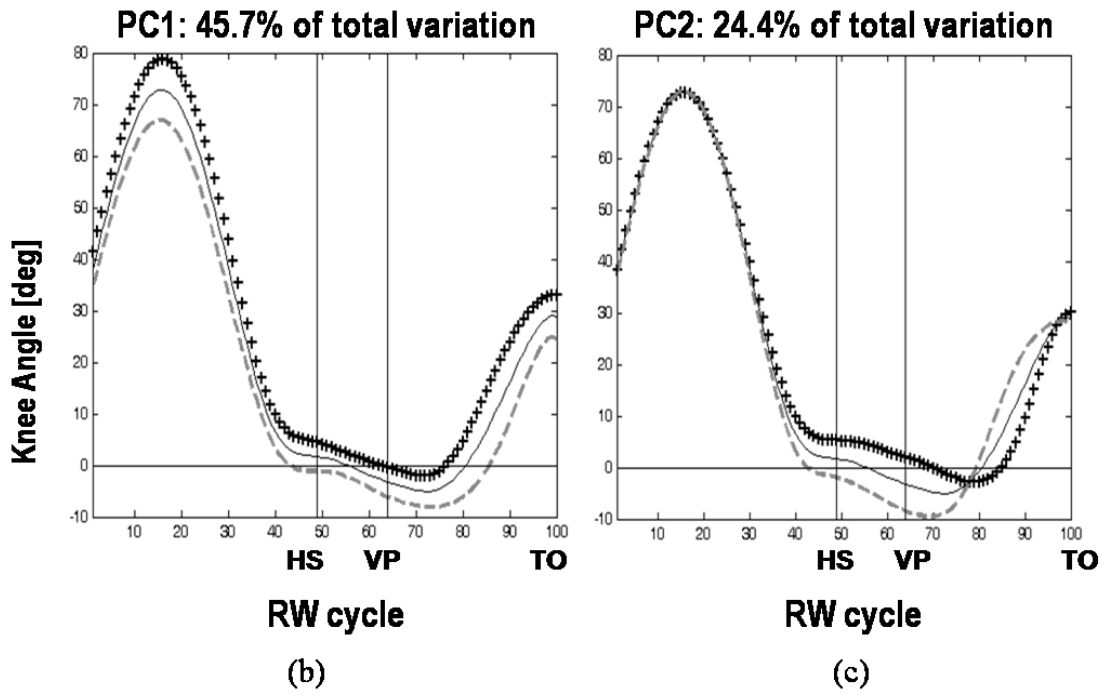 PC1: 45.7% of total variation
PC2: 24.4% of total variation
Knee Angle [deg]
80
70
60
50
40
30
20
10
0
-10
10 20 30 40 50 60 70 80 90 100
HS VP TO
RW cycle
(b)
80
70
60
50
40
30
20
10
0
-10
10 20 30 40 50 60 70 80 90 100
HS VP TO
RW cycle
(c)